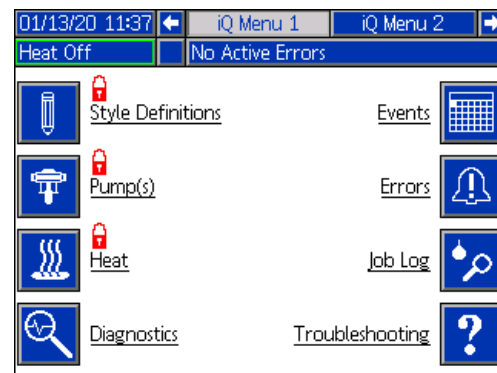 01/13/20 11:37 iQ Menu 1 iQ Menu 2
Heat Off No Active Errors
Style Definitions Events
Pump(s) Errors
Heat Job Log
Diagnostics Troubleshooting ?